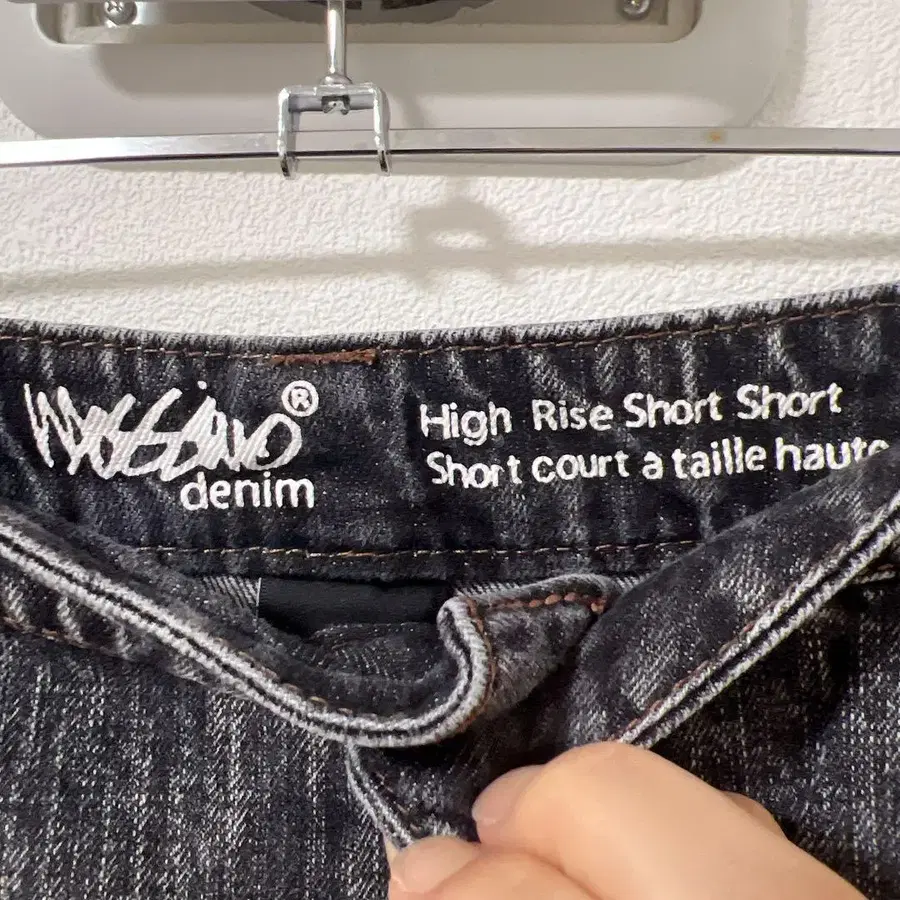 MOSSIMO®
denim
High Rise Short Short
Short court à taille haute